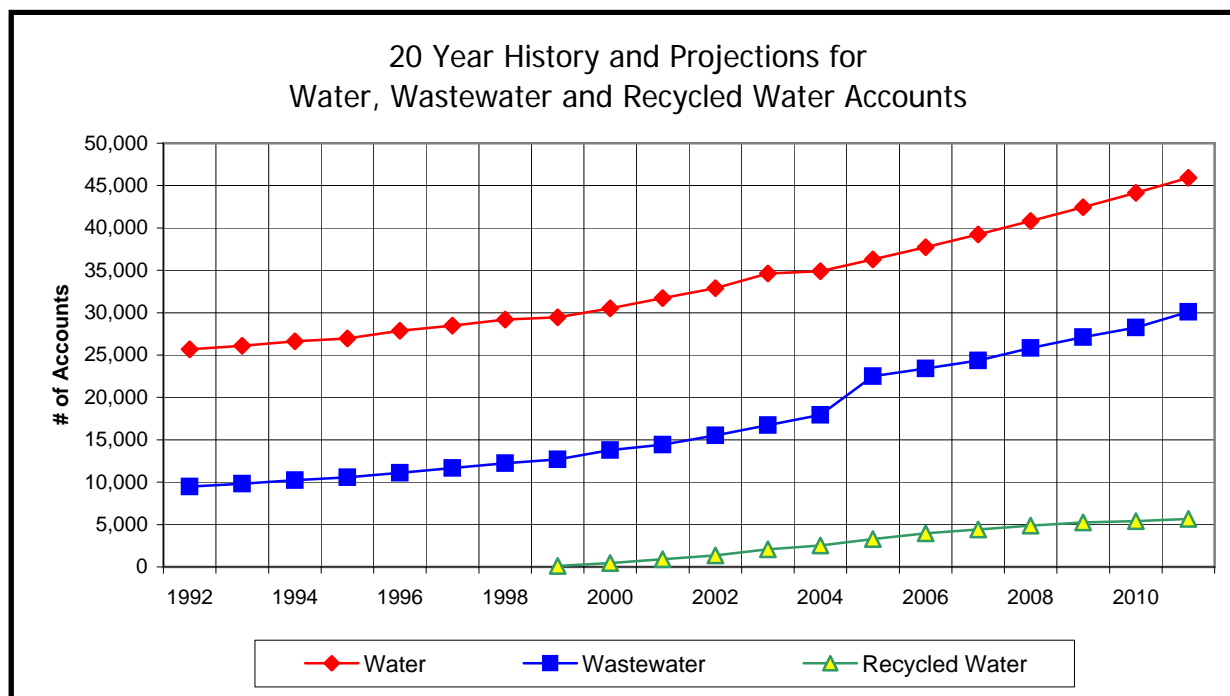 20 Year History and Projections for
Water, Wastewater and Recycled Water Accounts
50,000
45,000
40,000
35,000
30,000
25,000
20,000
15,000
10,000
5,000
0
# of Accounts
1992 1994 1996 1998 2000 2002 2004 2006 2008 2010
Water Wastewater Recycled Water